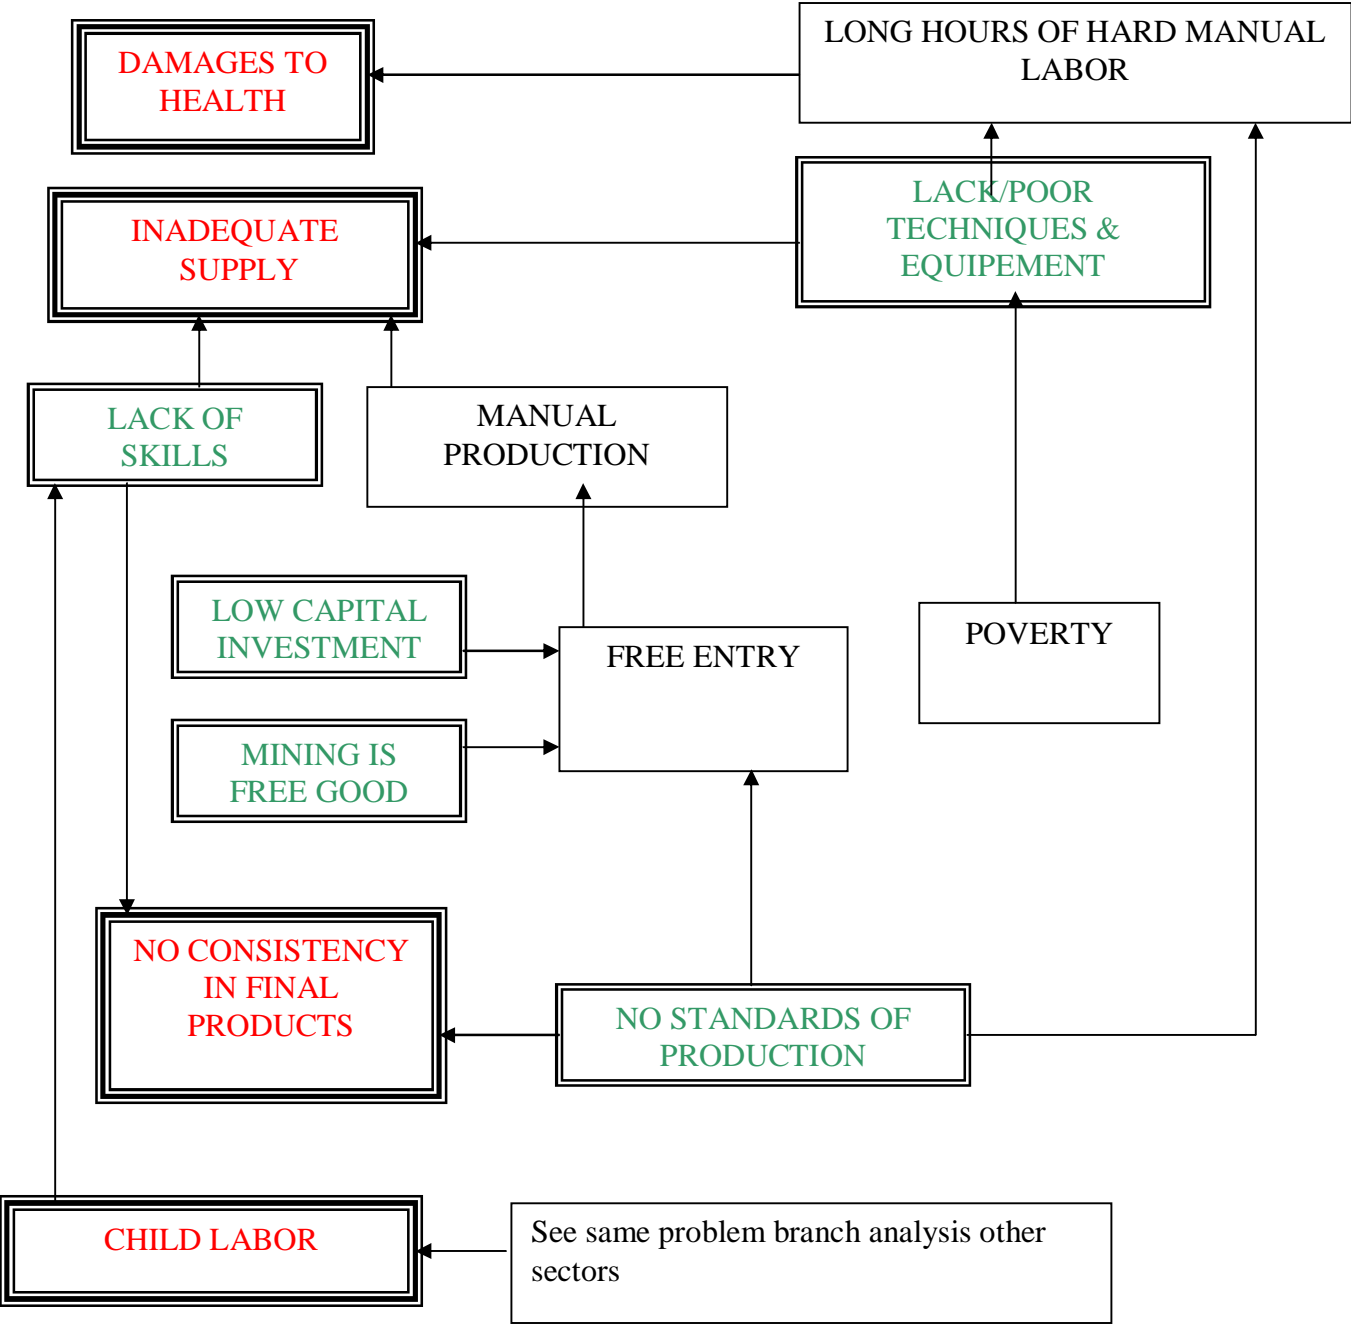 DAMAGES TO
HEALTH
LONG HOURS OF HARD MANUAL
LABOR
INADEQUATE
SUPPLY
LACK/POOR
TECHNIQUES &
EQUIPEMENT
LACK OF
SKILLS
MANUAL
PRODUCTION
LOW CAPITAL
INVESTMENT
FREE ENTRY
POVERTY
MINING IS
FREE GOOD
NO CONSISTENCY
IN FINAL
PRODUCTS
NO STANDARDS OF
PRODUCTION
CHILD LABOR
See same problem branch analysis other
sectors